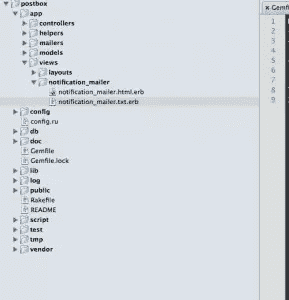 postbox
app
controllers
helpers
mailers
models
views
layouts
notification_mailer
notification_mailer.html.erb
notification_mailer.txt.erb
config
config.ru
db
doc
Gemfile
Gemfile.lock
lib
log
public
Rakefile
README
script
test
tmp
vendor
× Gemfi
1
2
3
4
5
6
7
8
9